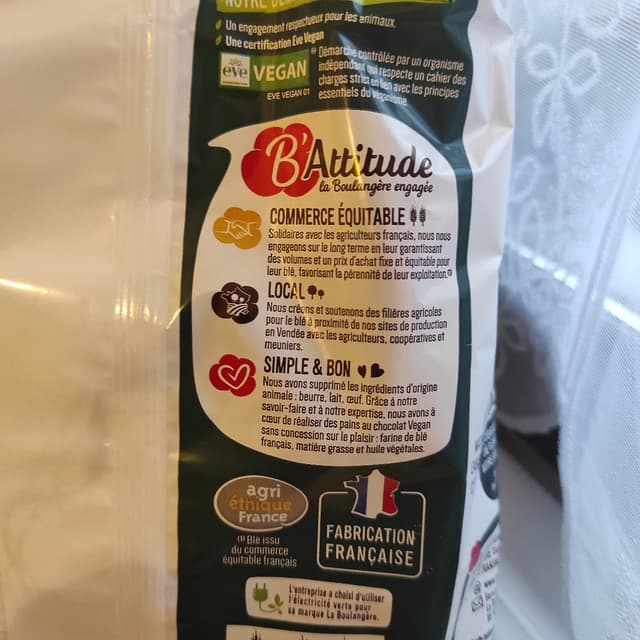 Un engagement respectueux pour les animaux.
Une certification Eve Vegan
eve
VEGAN
EVE VEGAN 01
Démarche contrôlée par un organisme
indépendant qui respecte un cahier des
charges strict en lien avec les principes
essentiels du véganisme.
B'Attitude
la Boulangère engagée
COMMERCE ÉQUITABLE
Solidaires avec les agriculteurs français, nous nous
engageons sur le long terme en leur garantissant
des volumes et un prix d'achat fixe et équitable pour
leur blé, favorisant la pérennité de leur exploitation.(1)
LOCAL
Nous créons et soutenons des filières agricoles
pour le blé à proximité de nos sites de production
en Vendée avec les agriculteurs, coopératives et
meuniers.
SIMPLE & BON
Nous avons supprimé les ingrédients d'origine
animale : beurre, lait, œuf. Grâce à notre
savoir-faire et à notre expertise, nous avons à
cœur de réaliser des pains au chocolat Vegan
sans concession sur le plaisir : farine de blé
français, matière grasse et huile végétales.
agri
éthique
France
(1) Blé issu
du commerce
équitable français
FABRICATION
FRANÇAISE
L'entreprise a choisi d'utiliser
l'électricité verte pour
sa marque La Boulangère.